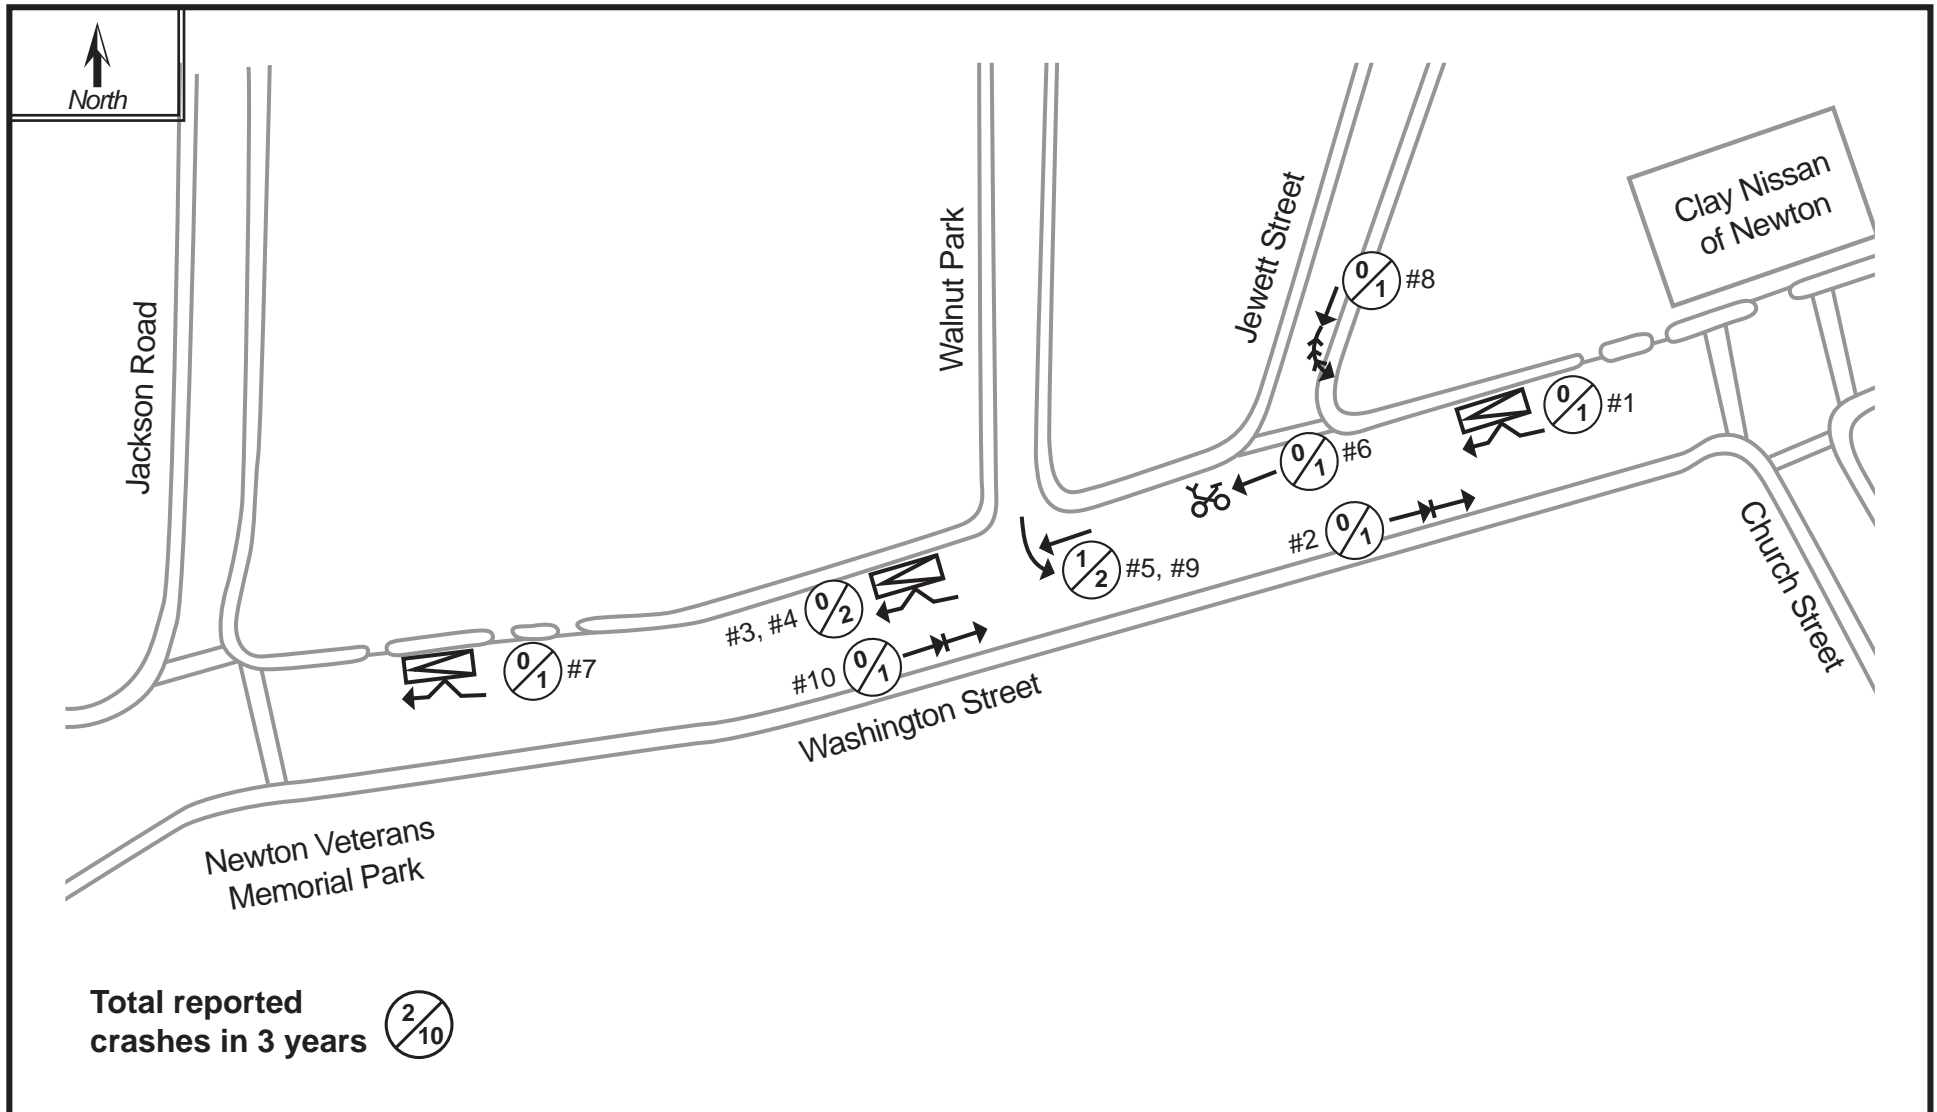 North
Clay Nissan
of Newton
Jewett Street
Walnut Park
Jackson Road
0/1 #8
0/1 #1
0/1 #6
#2 0/1
1/2 #5, #9
#3, #4 0/2
#10 0/1
0/1 #7
Church Street
Washington Street
Newton Veterans
Memorial Park
Total reported
crashes in 3 years 2/10